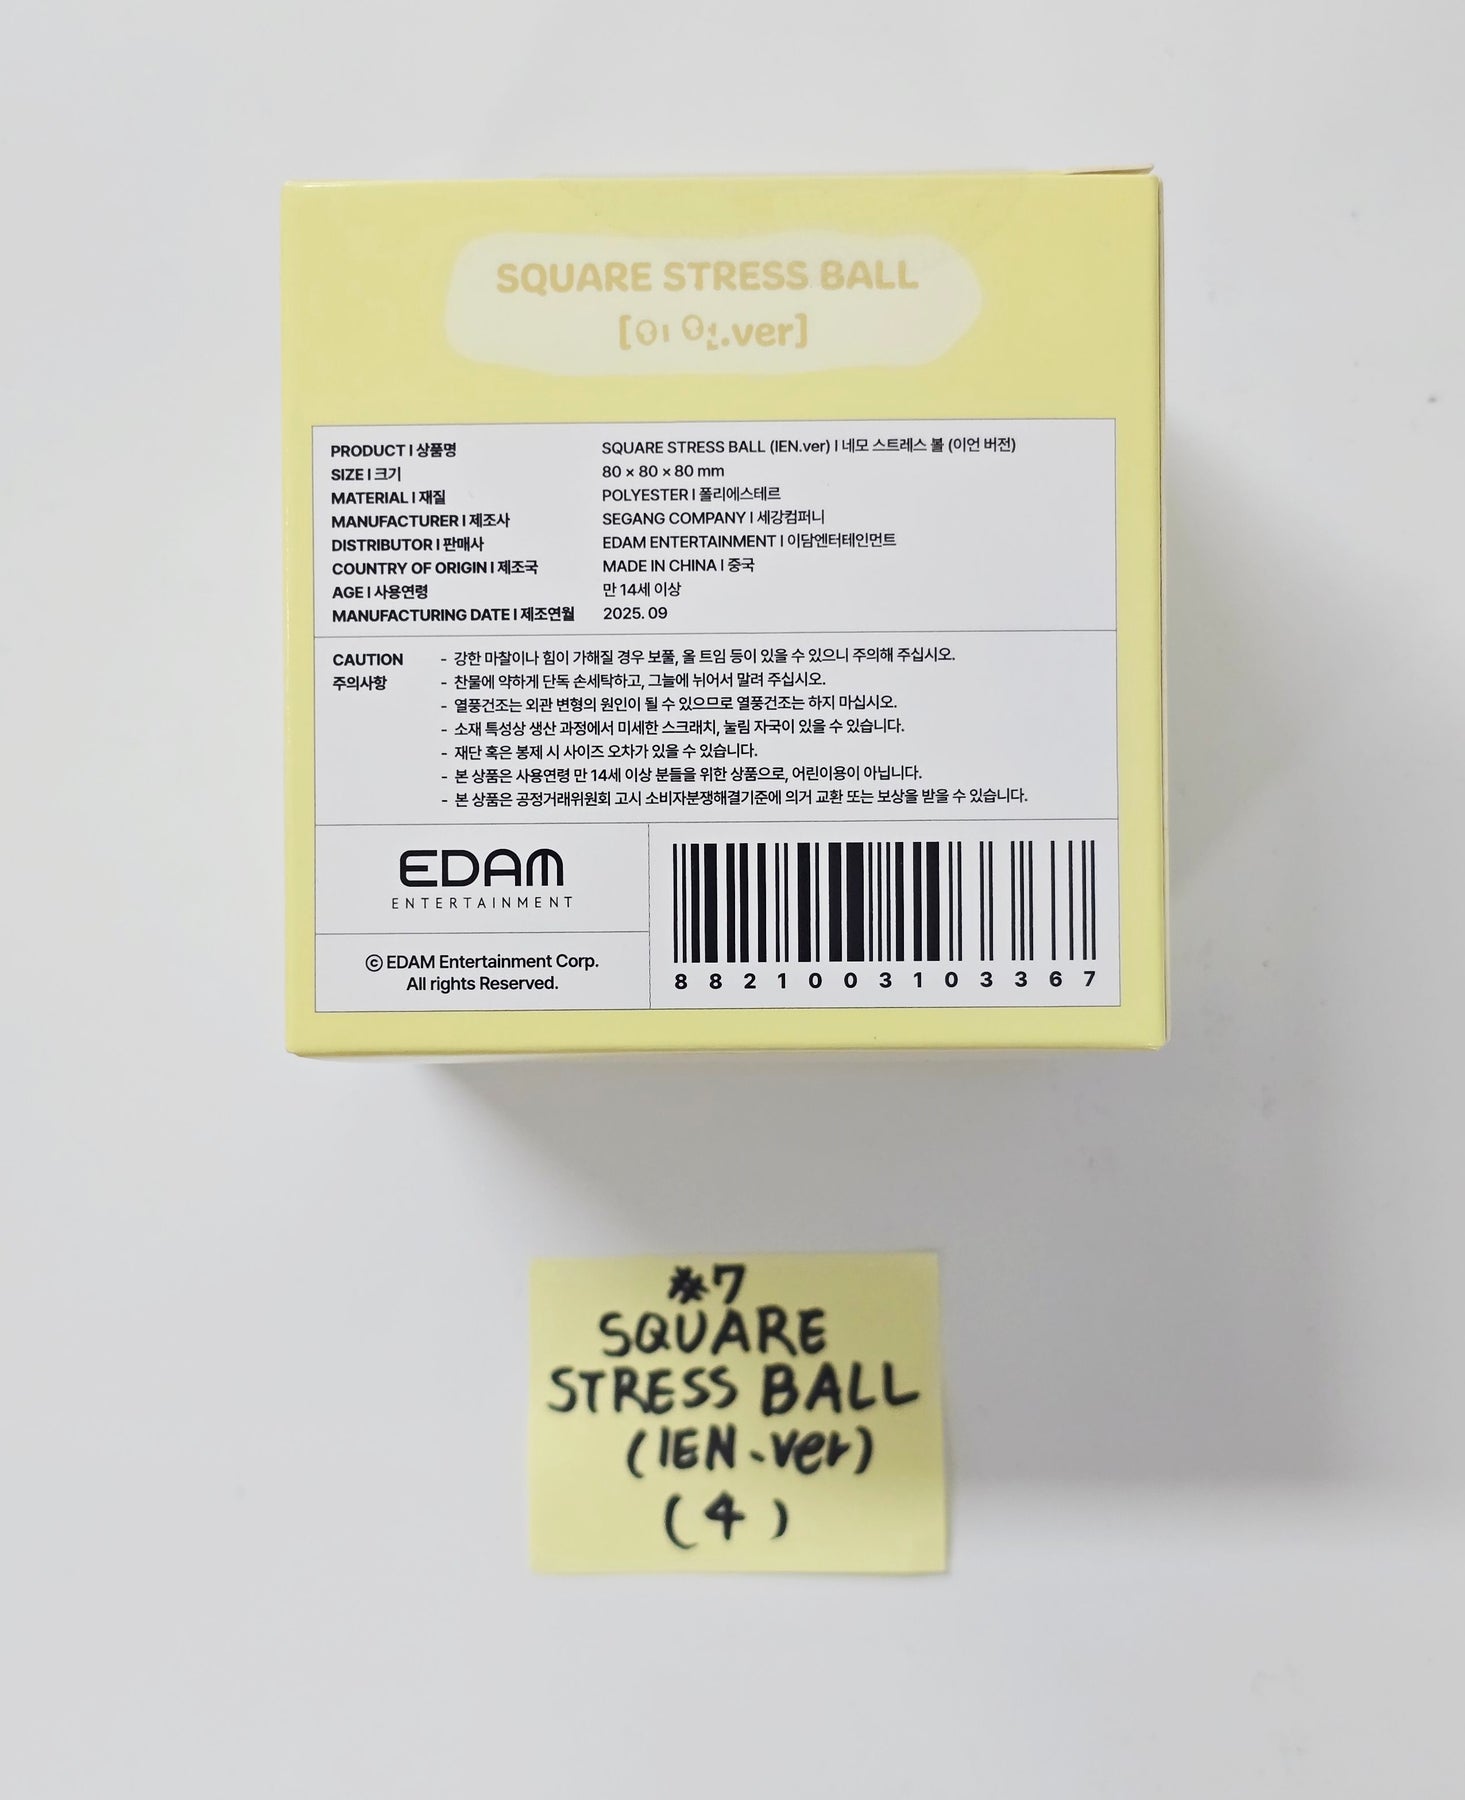 SQUARE STRESS BALL
[이언.ver]
PRODUCT | 상품명 SQUARE STRESS BALL (IEN.ver) | 네모 스트레스 볼 (이언 버전)
SIZE | 크기 80 × 80 × 80 mm
MATERIAL | 재질 POLYESTER | 폴리에스테르
MANUFACTURER | 제조사 SEGANG COMPANY | 세강컴퍼니
DISTRIBUTOR | 판매사 EDAM ENTERTAINMENT | 이담엔터테인먼트
COUNTRY OF ORIGIN | 제조국 MADE IN CHINA | 중국
AGE | 사용연령 만 14세 이상
MANUFACTURING DATE | 제조연월 2025. 09
CAUTION - 강한 마찰이나 힘이 가해질 경우 보풀, 올 트임 등이 있을 수 있으니 주의해 주십시오.
주의사항 - 찬물에 약하게 단독 손세탁하고, 그늘에 뉘어서 말려 주십시오.
- 열풍건조는 외관 변형의 원인이 될 수 있으므로 열풍건조는 하지 마십시오.
- 소재 특성상 생산 과정에서 미세한 스크래치, 눌림 자국이 있을 수 있습니다.
- 재단 혹은 봉제 시 사이즈 오차가 있을 수 있습니다.
- 본 상품은 사용연령 만 14세 이상 분들을 위한 상품으로, 어린이용이 아닙니다.
- 본 상품은 공정거래위원회 고시 소비자분쟁해결기준에 의거 교환 또는 보상을 받을 수 있습니다.
EDAM
ENTERTAINMENT
© EDAM Entertainment Corp.
All rights Reserved.
8821003103367
#7
SQUARE
STRESS BALL
(IEN.ver)
(4)